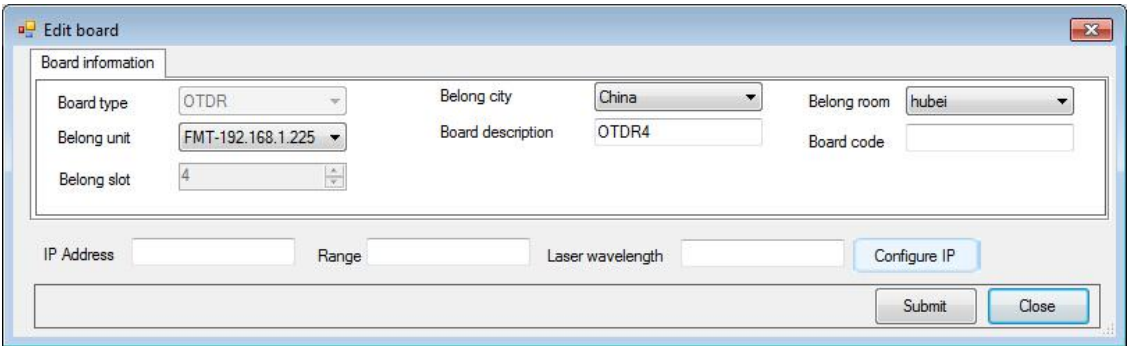 Edit board
Board information
Board type OTDR Belong city China Belong room hubei
Belong unit FMT-192.168.1.225 Board description OTDR4 Board code
Belong slot 4
IP Address Range Laser wavelength Configure IP
Submit Close